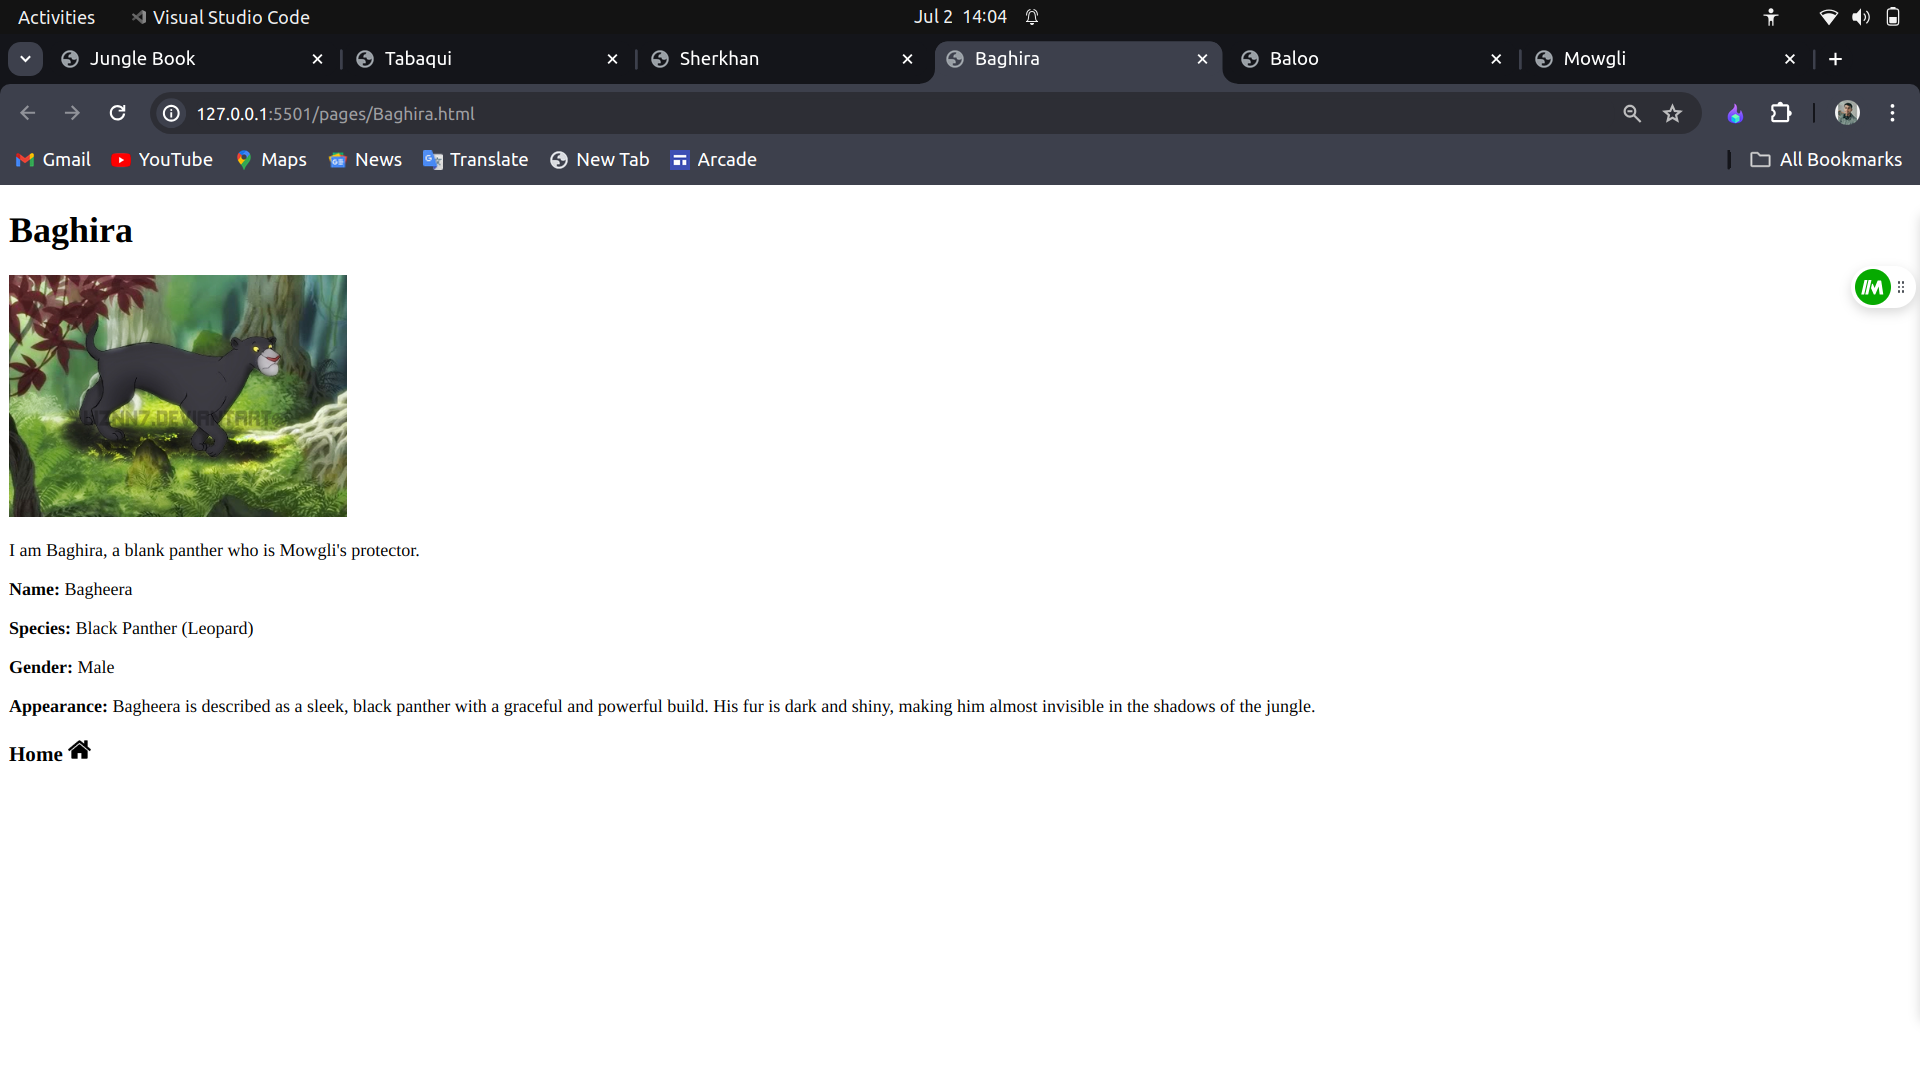 Activities Visual Studio Code Jul 2 14:04
Jungle Book Tabaqui Sherkhan Baghira Baloo Mowgli
127.0.0.1:5501/pages/Baghira.html
Gmail YouTube Maps News Translate New Tab Arcade All Bookmarks
Baghira
I am Baghira, a blank panther who is Mowgli's protector.
Name: Bagheera
Species: Black Panther (Leopard)
Gender: Male
Appearance: Bagheera is described as a sleek, black panther with a graceful and powerful build. His fur is dark and shiny, making him almost invisible in the shadows of the jungle.
Home